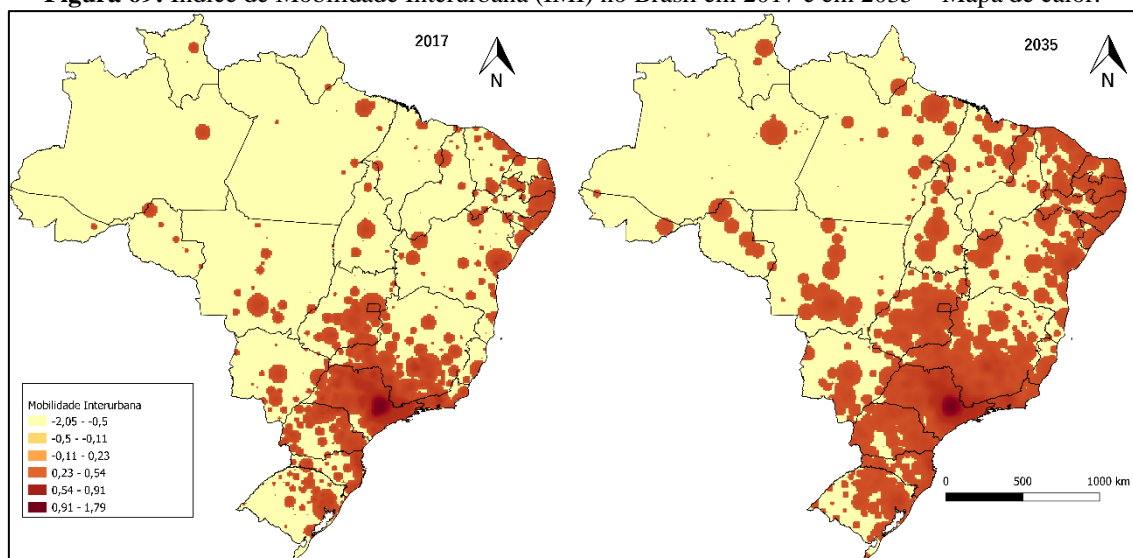 Figura 69: Índice de Mobilidade Interurbana (IMI) no Brasil em 2017 e em 2035 – Mapa de calor.
2017
N
2035
N
Mobilidade Interurbana
-2,05 - -0,5
-0,5 - -0,11
-0,11 - 0,23
0,23 - 0,54
0,54 - 0,91
0,91 - 1,79
0
500
1000 km